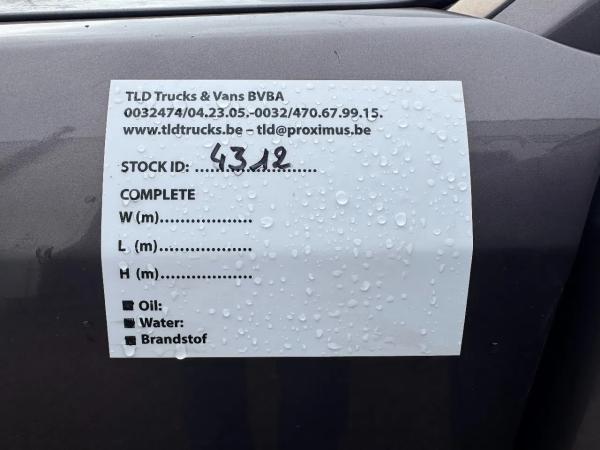 TLD Trucks & Vans BVBA
0032474/04.23.05.-0032/470.67.99.15.
www.tldtrucks.be – tld@proximus.be
STOCK ID: ....4312....
COMPLETE
W (m)..................
L (m)..................
H (m)..................
Oil:
Water:
Brandstof